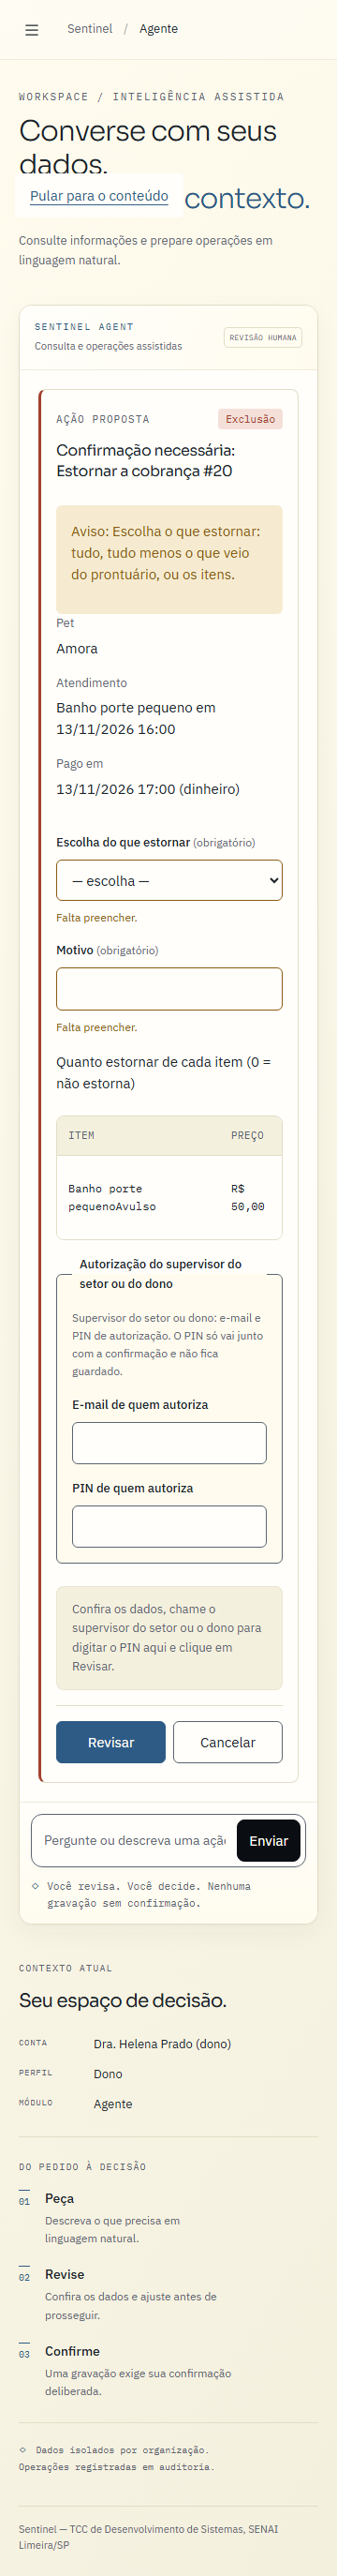 Sentinel / Agente
WORKSPACE / INTELIGÊNCIA ASSISTIDA
Converse com seus
dados.
Pular para o conteúdo
contexto.
Consulte informações e prepare operações em
linguagem natural.
SENTINEL AGENT
Consulta e operações assistidas
REVISÃO HUMANA
AÇÃO PROPOSTA
Exclusão
Confirmação necessária:
Estornar a cobrança #20
Aviso: Escolha o que estornar:
tudo, tudo menos o que veio
do prontuário, ou os itens.
Pet
Amora
Atendimento
Banho porte pequeno em
13/11/2026 16:00
Pago em
13/11/2026 17:00 (dinheiro)
Escolha do que estornar (obrigatório)
— escolha —
Falta preencher.
Motivo (obrigatório)
Falta preencher.
Quanto estornar de cada item (0 =
não estorna)
ITEM PREÇO
Banho porte R$
pequenoAvulso 50,00
Autorização do supervisor do
setor ou do dono
Supervisor do setor ou dono: e-mail e
PIN de autorização. O PIN só vai junto
com a confirmação e não fica
guardado.
E-mail de quem autoriza
PIN de quem autoriza
Confira os dados, chame o
supervisor do setor ou o dono para
digitar o PIN aqui e clique em
Revisar.
Revisar Cancelar
Pergunte ou descreva uma Enviar
Você revisa. Você decide. Nenhuma
gravação sem confirmação.
CONTEXTO ATUAL
Seu espaço de decisão.
CONTA Dra. Helena Prado (dono)
PERFIL Dono
MÓDULO Agente
DO PEDIDO À DECISÃO
01 Peça
Descreva o que precisa em
linguagem natural.
02 Revise
Confira os dados e ajuste antes de
prosseguir.
03 Confirme
Uma gravação exige sua confirmação
deliberada.
Dados isolados por organização.
Operações registradas em auditoria.
Sentinel — TCC de Desenvolvimento de Sistemas, SENAI
Limeira/SP